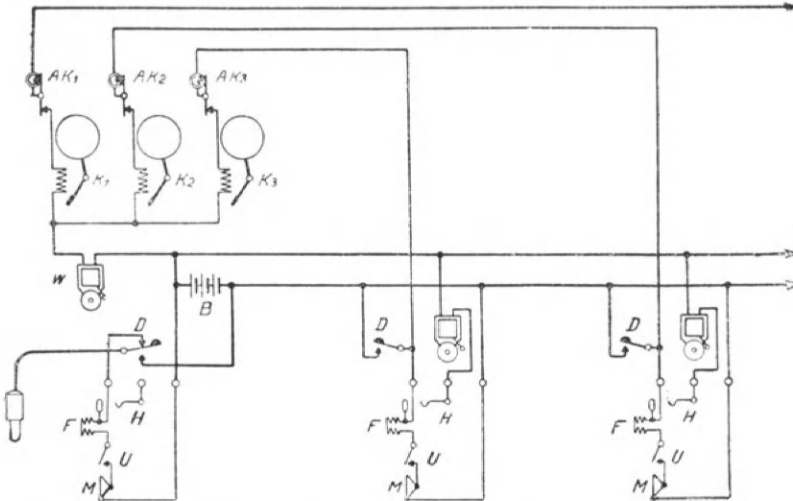 AK1 AK2 AK3
K1 K2 K3
W
B
D D D
F H F H F H
U U U
M M M